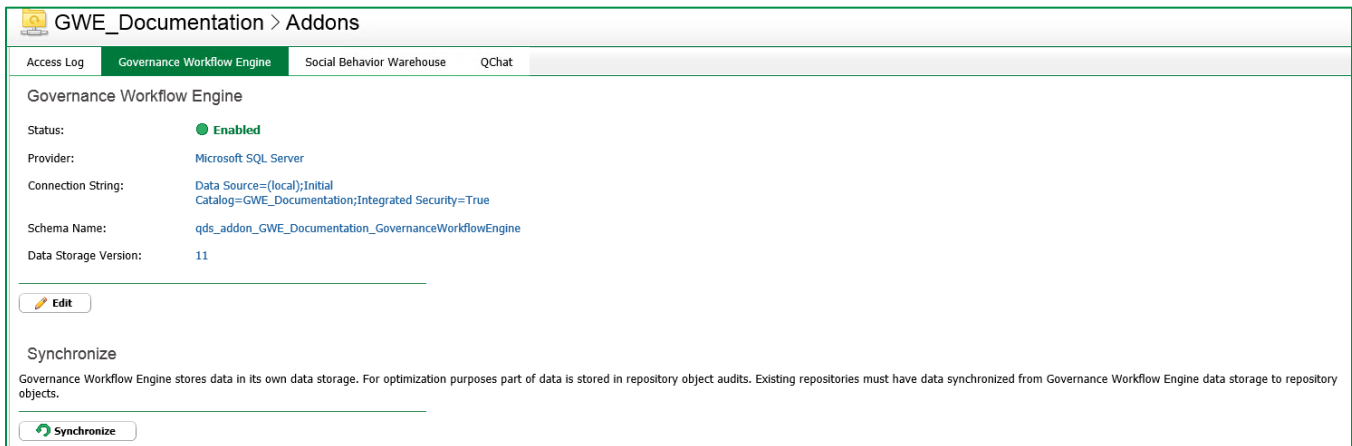 GWE_Documentation > Addons
Access Log Governance Workflow Engine Social Behavior Warehouse QChat
Governance Workflow Engine
Status: Enabled
Provider: Microsoft SQL Server
Connection String: Data Source=(local);Initial
Catalog=GWE_Documentation;Integrated Security=True
Schema Name: qds_addon_GWE_Documentation_GovernanceWorkflowEngine
Data Storage Version: 11
Edit
Synchronize
Governance Workflow Engine stores data in its own data storage. For optimization purposes part of data is stored in repository object audits. Existing repositories must have data synchronized from Governance Workflow Engine data storage to repository
objects.
Synchronize